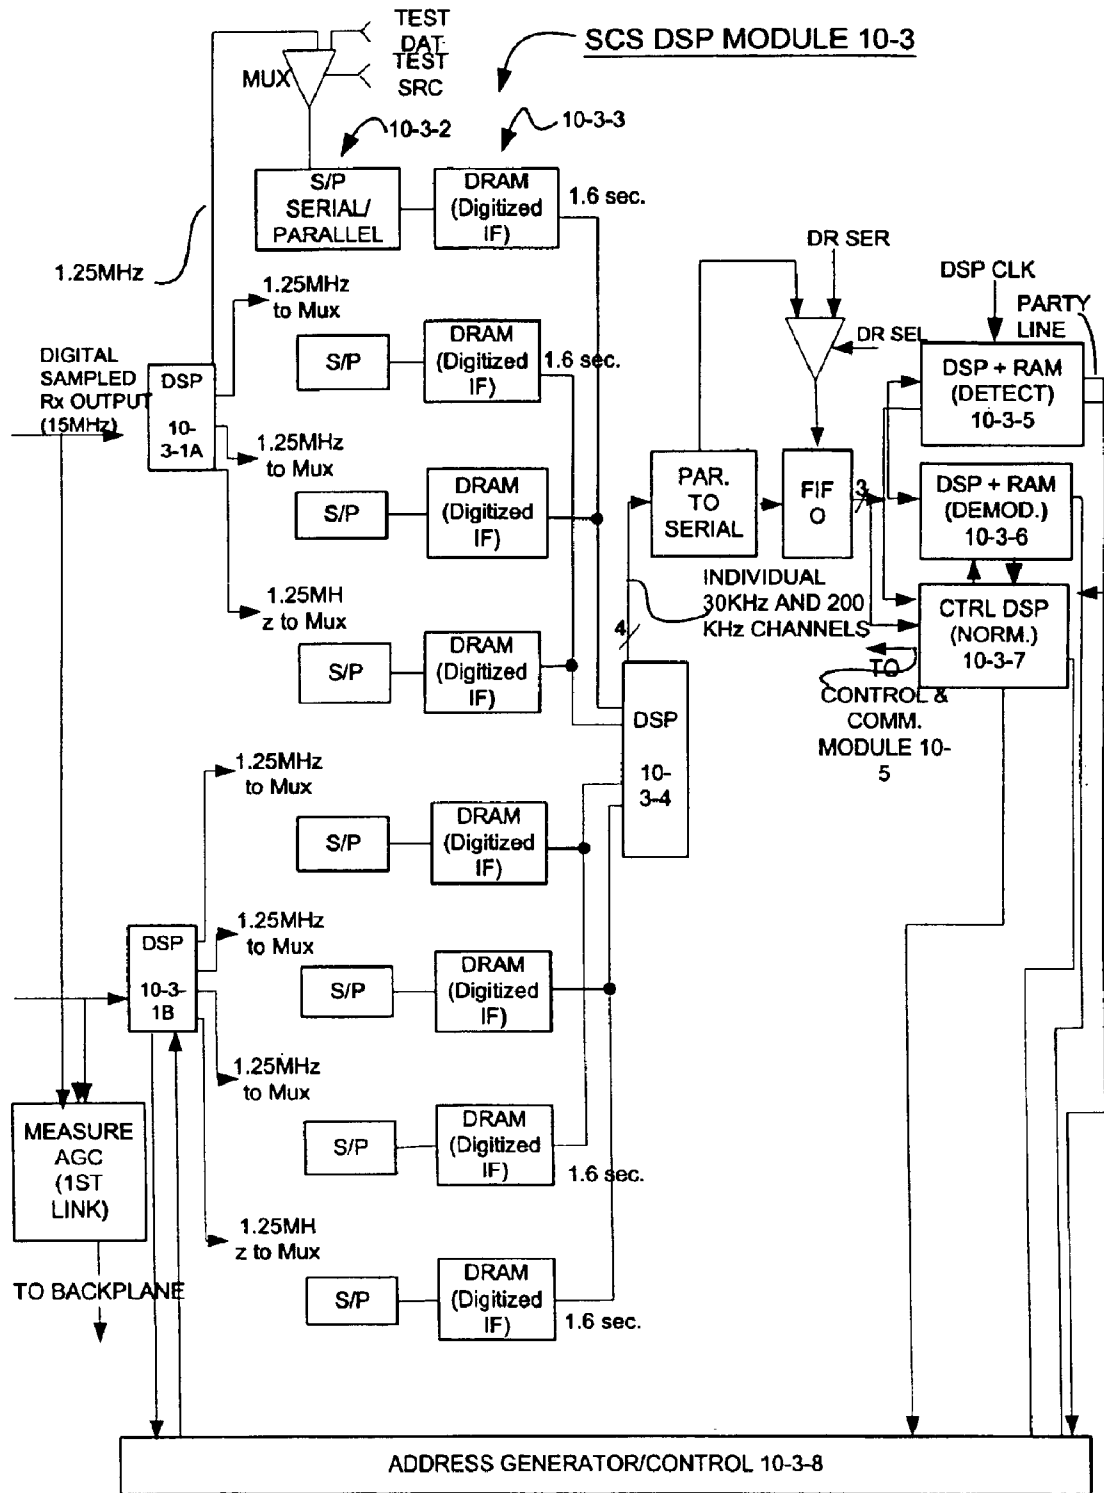 TEST
DAT
TEST
SRC
MUX
SCS DSP MODULE 10-3
10-3-2
10-3-3
S/P
SERIAL/
PARALLEL
DRAM
(Digitized
IF)
1.6 sec.
1.25MHz
1.25MHz
to Mux
DR SER
DSP CLK
PARTY
LINE
DR SEL
S/P
DRAM
(Digitized
IF)
1.6 sec.
DIGITAL
SAMPLED
Rx OUTPUT
(15MHz)
DSP
10-
3-1A
DSP + RAM
(DETECT)
10-3-5
1.25MHz
to Mux
S/P
DRAM
(Digitized
IF)
PAR.
TO
SERIAL
FIF
O
3
DSP + RAM
(DEMOD.)
10-3-6
1.25MH
z to Mux
INDIVIDUAL
30KHz AND 200
KHz CHANNELS
CTRL DSP
(NORM.)
10-3-7
4
S/P
DRAM
(Digitized
IF)
TO
CONTROL &
COMM.
MODULE 10-
5
DSP
10-
3-4
1.25MHz
to Mux
S/P
DRAM
(Digitized
IF)
1.25MHz
to Mux
DSP
10-3-
1B
S/P
DRAM
(Digitized
IF)
1.25MHz
to Mux
MEASURE
AGC
(1ST
LINK)
S/P
DRAM
(Digitized
IF)
1.6 sec.
1.25MH
z to Mux
TO BACKPLANE
S/P
DRAM
(Digitized
IF)
1.6 sec.
ADDRESS GENERATOR/CONTROL 10-3-8